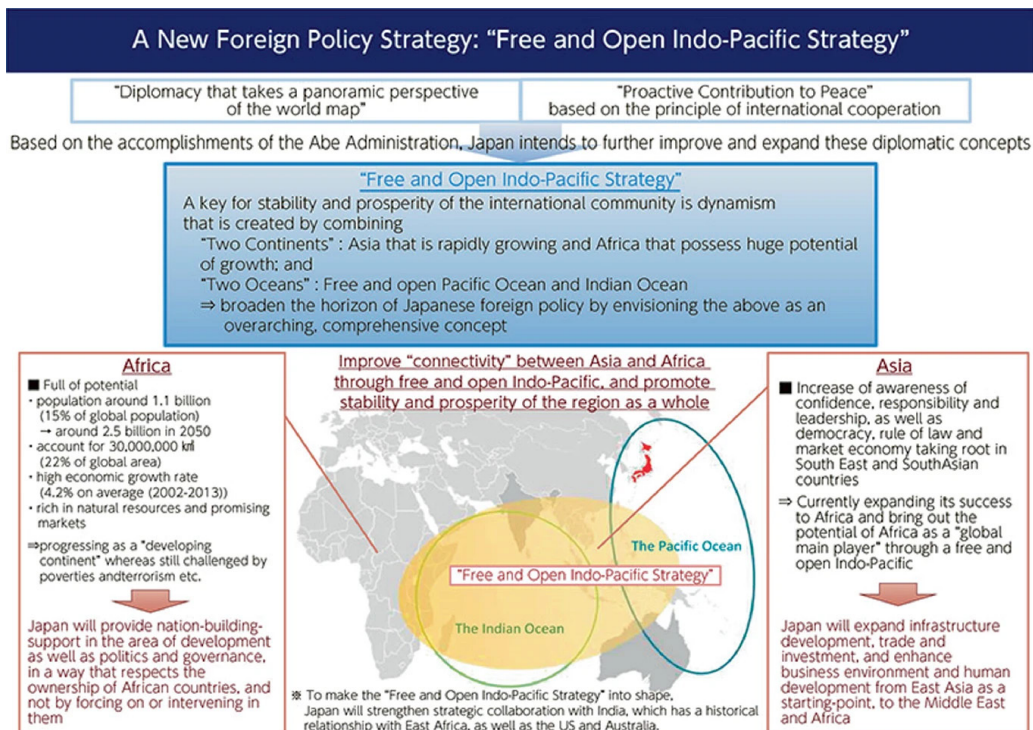 A New Foreign Policy Strategy: "Free and Open Indo-Pacific Strategy"
"Diplomacy that takes a panoramic perspective
of the world map"
"Proactive Contribution to Peace"
based on the principle of international cooperation
Based on the accomplishments of the Abe Administration, Japan intends to further improve and expand these diplomatic concepts
"Free and Open Indo-Pacific Strategy"
A key for stability and prosperity of the international community is dynamism
that is created by combining
"Two Continents" : Asia that is rapidly growing and Africa that possess huge potential
of growth; and
"Two Oceans" : Free and open Pacific Ocean and Indian Ocean
⇒ broaden the horizon of Japanese foreign policy by envisioning the above as an
overarching, comprehensive concept
Africa
■ Full of potential
・population around 1.1 billion
(15% of global population)
→ around 2.5 billion in 2050
・account for 30,000,000 ㎢
(22% of global area)
・high economic growth rate
(4.2% on average (2002-2013))
・rich in natural resources and promising
markets
⇒progressing as a "developing
continent" whereas still challenged by
poverties andterrorism etc.
Japan will provide nation-building-
support in the area of development
as well as politics and governance,
in a way that respects the
ownership of African countries, and
not by forcing on or intervening in
them
Improve "connectivity" between Asia and Africa
through free and open Indo-Pacific, and promote
stability and prosperity of the region as a whole
The Pacific Ocean
"Free and Open Indo-Pacific Strategy"
The Indian Ocean
※ To make the "Free and Open Indo-Pacific Strategy" into shape,
Japan will strengthen strategic collaboration with India, which has a historical
relationship with East Africa, as well as the US and Australia.
Asia
■ Increase of awareness of
confidence, responsibility and
leadership, as well as
democracy, rule of law and
market economy taking root in
South East and SouthAsian
countries
⇒ Currently expanding its success
to Africa and bring out the
potential of Africa as a "global
main player" through a free and
open Indo-Pacific
Japan will expand infrastructure
development, trade and
investment, and enhance
business environment and human
development from East Asia as a
starting-point, to the Middle East
and Africa